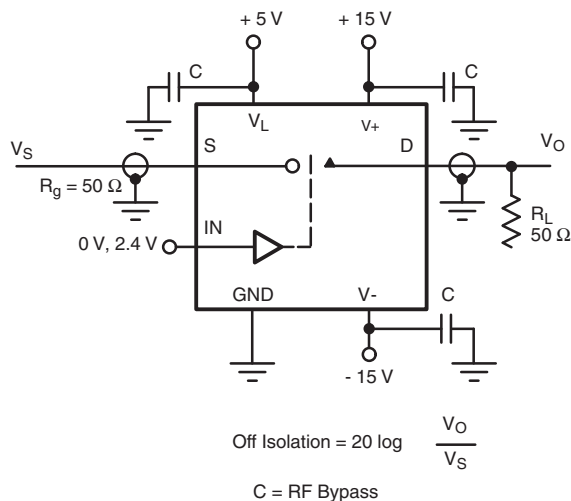 + 5 V
+ 15 V
C
C
V_L
V+
V_S
S
D
V_O
R_g = 50 Ω
R_L
50 Ω
0 V, 2.4 V
IN
GND
V-
C
- 15 V
Off Isolation = 20 log V_O / V_S
C = RF Bypass